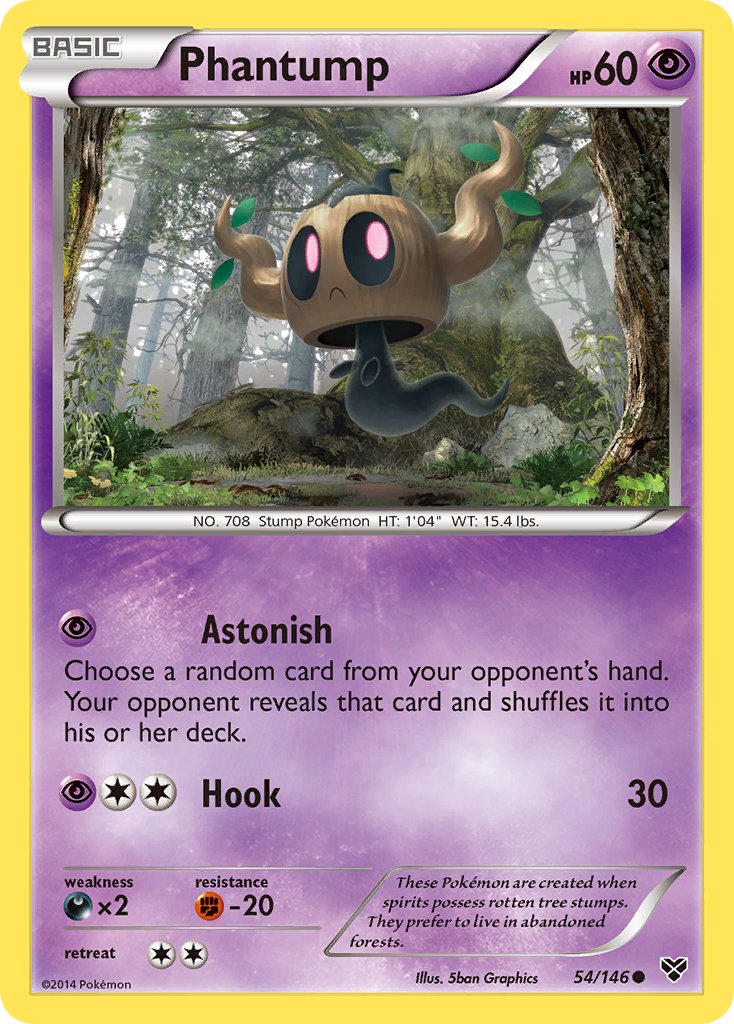 BASIC Phantump HP60
NO. 708 Stump Pokémon HT: 1'04" WT: 15.4 lbs.
Astonish
Choose a random card from your opponent's hand.
Your opponent reveals that card and shuffles it into
his or her deck.
Hook 30
weakness resistance
×2 -20
retreat
These Pokémon are created when
spirits possess rotten tree stumps.
They prefer to live in abandoned
forests.
©2014 Pokémon Illus. 5ban Graphics 54/146